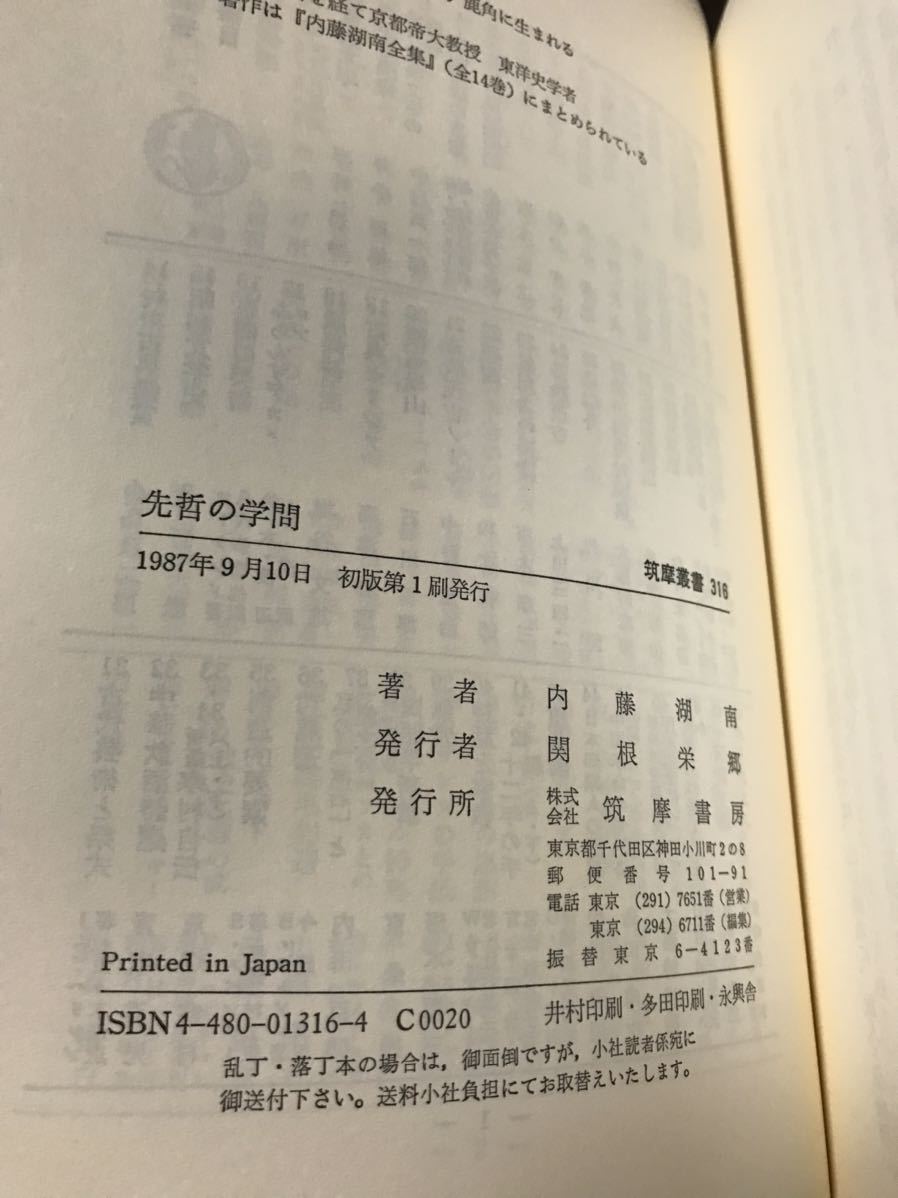 鹿角に生まれる
を経て京都帝大教授　東洋史学者
著作は『内藤湖南全集』（全14巻）にまとめられている
先哲の学問
筑摩叢書 316
1987年9月10日　初版第1刷発行
著者　内藤湖南
発行者　関根栄郷
発行所　株式会社　筑摩書房
東京都千代田区神田小川町2の8
郵便番号　101-91
電話　東京　(291) 7651番（営業）
東京　(294) 6711番（編集）
振替東京　6-4123番
Printed in Japan
ISBN4-480-01316-4　C0020　井村印刷・多田印刷・永興舎
乱丁・落丁本の場合は，御面倒ですが，小社読者係宛に
御送付下さい。送料小社負担にてお取替えいたします。